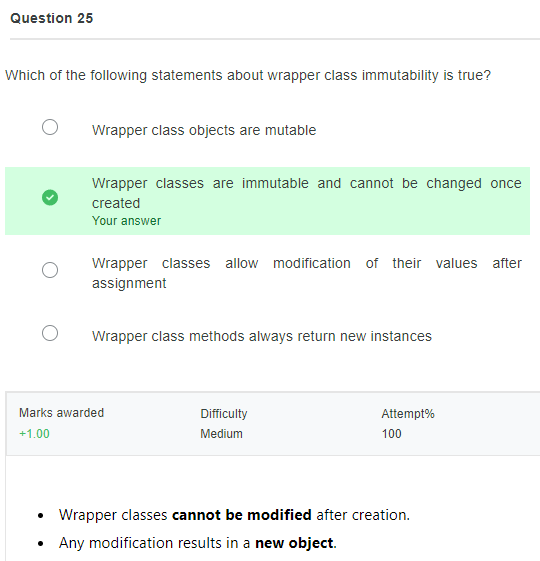 Question 25
Which of the following statements about wrapper class immutability is true?
Wrapper class objects are mutable
Wrapper classes are immutable and cannot be changed once
created
Your answer
Wrapper classes allow modification of their values after
assignment
Wrapper class methods always return new instances
Marks awarded
Difficulty
Attempt%
+1.00
Medium
100
• Wrapper classes cannot be modified after creation.
• Any modification results in a new object.